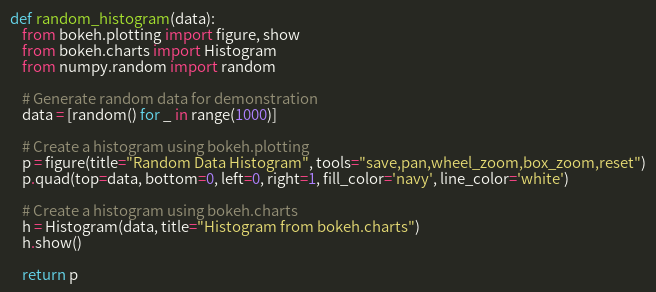 def random_histogram(data):
from bokeh.plotting import figure, show
from bokeh.charts import Histogram
from numpy.random import random
# Generate random data for demonstration
data = [random() for _ in range(1000)]
# Create a histogram using bokeh.plotting
p = figure(title="Random Data Histogram", tools="save,pan,wheel_zoom,box_zoom,reset")
p.quad(top=data, bottom=0, left=0, right=1, fill_color='navy', line_color='white')
# Create a histogram using bokeh.charts
h = Histogram(data, title="Histogram from bokeh.charts")
h.show()
return p